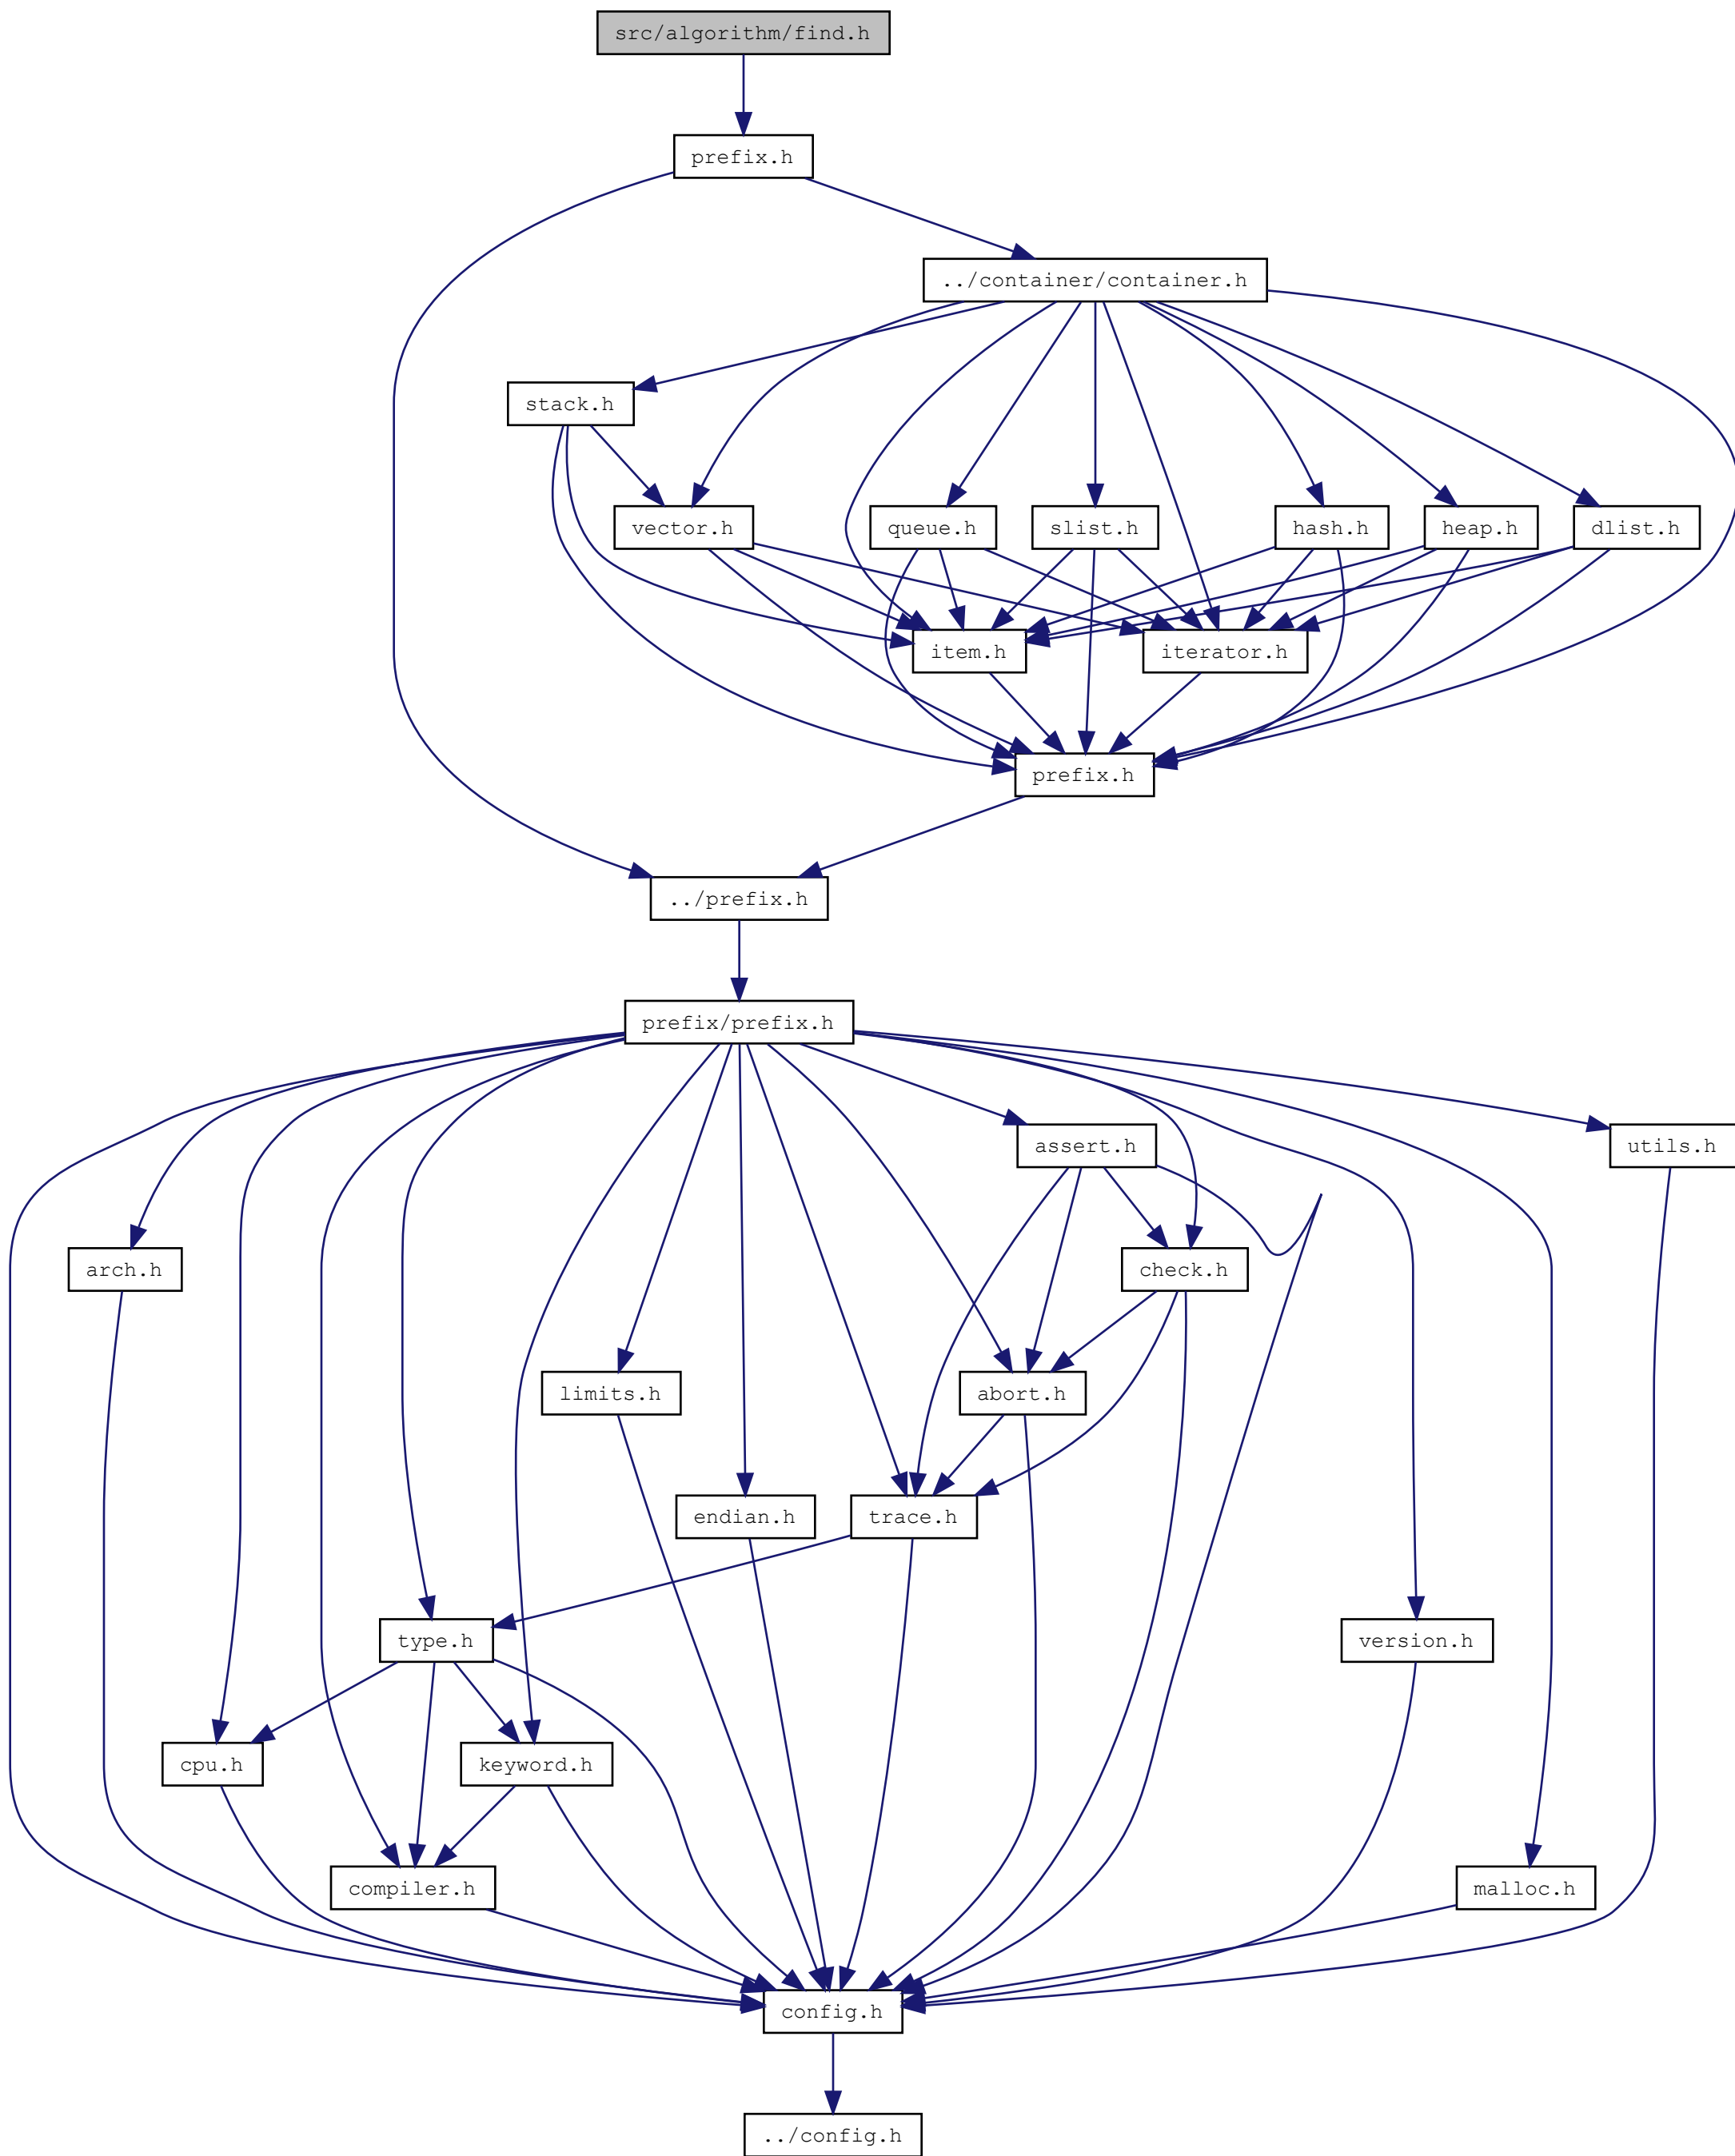 src/algorithm/find.h
prefix.h
../container/container.h
stack.h
vector.h
queue.h
slist.h
hash.h
heap.h
dlist.h
item.h
iterator.h
prefix.h
../prefix.h
prefix/prefix.h
assert.h
utils.h
arch.h
check.h
limits.h
abort.h
endian.h
trace.h
type.h
version.h
cpu.h
keyword.h
compiler.h
malloc.h
config.h
../config.h